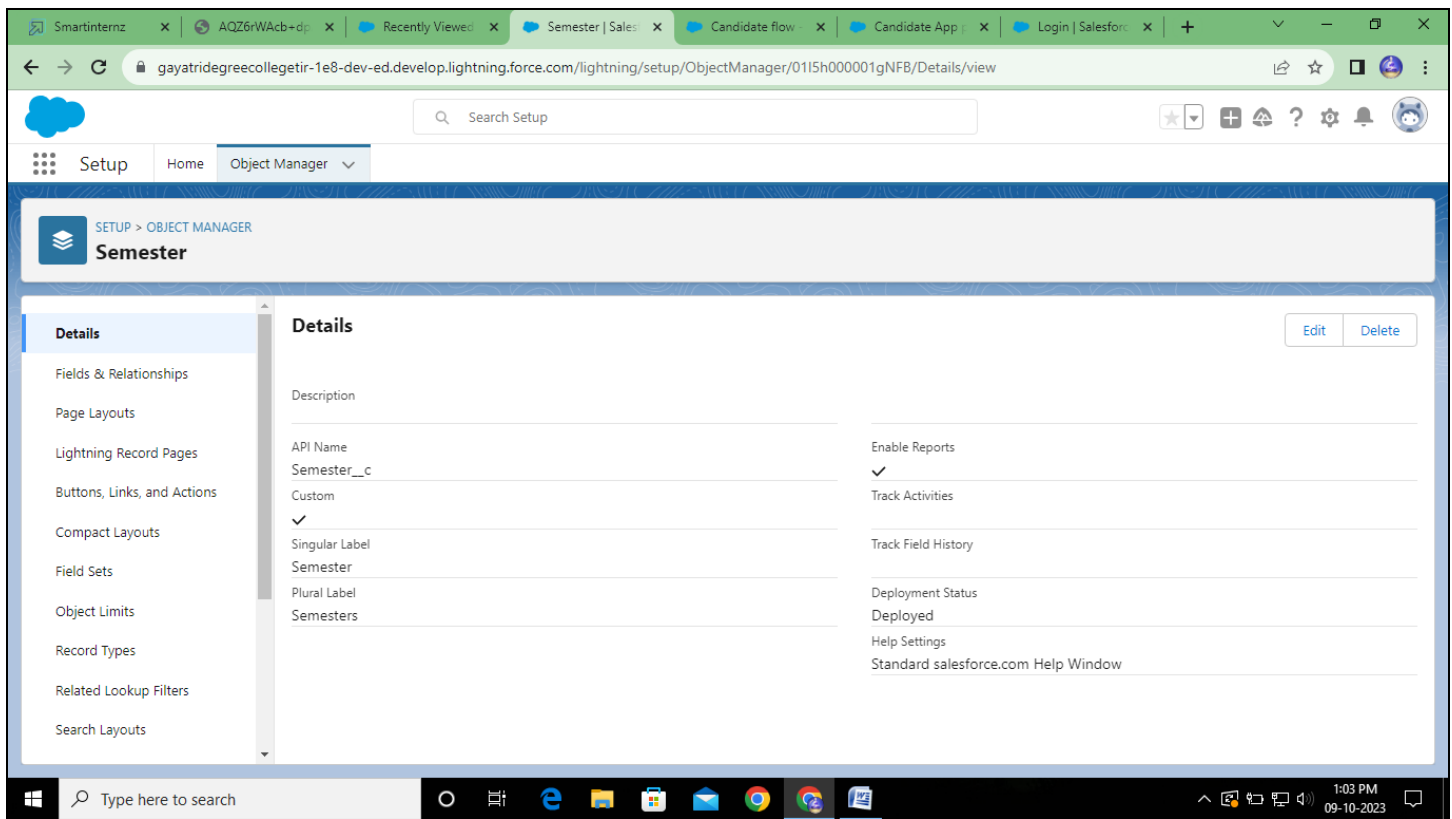 Smartinternz
AQZ6rWAcb+dp
Recently Viewed
Semester | Sales
Candidate flow -
Candidate App p
Login | Salesforc
gayatridegreecollegetir-1e8-dev-ed.develop.lightning.force.com/lightning/setup/ObjectManager/01I5h000001gNFB/Details/view
Search Setup
Setup
Home
Object Manager
SETUP > OBJECT MANAGER
Semester
Details
Fields & Relationships
Page Layouts
Lightning Record Pages
Buttons, Links, and Actions
Compact Layouts
Field Sets
Object Limits
Record Types
Related Lookup Filters
Search Layouts
Details
Edit
Delete
Description
API Name
Semester__c
Custom
Singular Label
Semester
Plural Label
Semesters
Enable Reports
Track Activities
Track Field History
Deployment Status
Deployed
Help Settings
Standard salesforce.com Help Window
Type here to search
1:03 PM
09-10-2023